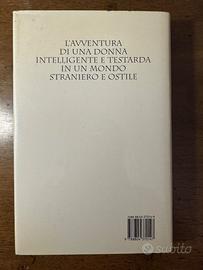 L'AVVENTURA
DI UNA DONNA
INTELLIGENTE E TESTARDA
IN UN MONDO
STRANIERO E OSTILE
subito